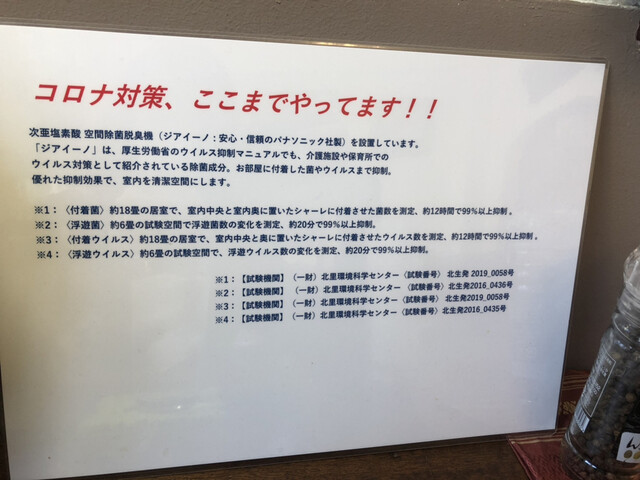 コロナ対策、ここまでやってます！！
次亜塩素酸 空間除菌脱臭機（ジアイーノ：安心・信頼のパナソニック社製）を設置しています。
「ジアイーノ」は、厚生労働省のウイルス抑制マニュアルでも、介護施設や保育所での
ウイルス対策として紹介されている除菌成分。お部屋に付着した菌やウイルスまで抑制。
優れた抑制効果で、室内を清潔空間にします。
※1：〈付着菌〉約18畳の居室で、室内中央と室内奥に置いたシャーレに付着させた菌数を測定、約12時間で99%以上抑制。
※2：〈浮遊菌〉約6畳の試験空間で浮遊菌数の変化を測定、約20分で99%以上抑制。
※3：〈付着ウイルス〉約18畳の居室で、室内中央と奥に置いたシャーレに付着させたウイルス数を測定、約12時間で99%以上抑制。
※4：〈浮遊ウイルス〉約6畳の試験空間で、浮遊ウイルス数の変化を測定、約20分で99%以上抑制。
※1：【試験機関】（一財）北里環境科学センター〈試験番号〉 北生発 2019_0058号
※2：【試験機関】（一財）北里環境科学センター 〈試験番号〉北生発2016_0436号
※3：【試験機関】（一財）北里環境科学センター〈試験番号〉 北生発2019_0058号
※4：【試験機関】（一財）北里環境科学センター〈試験番号〉北生発2016_0435号